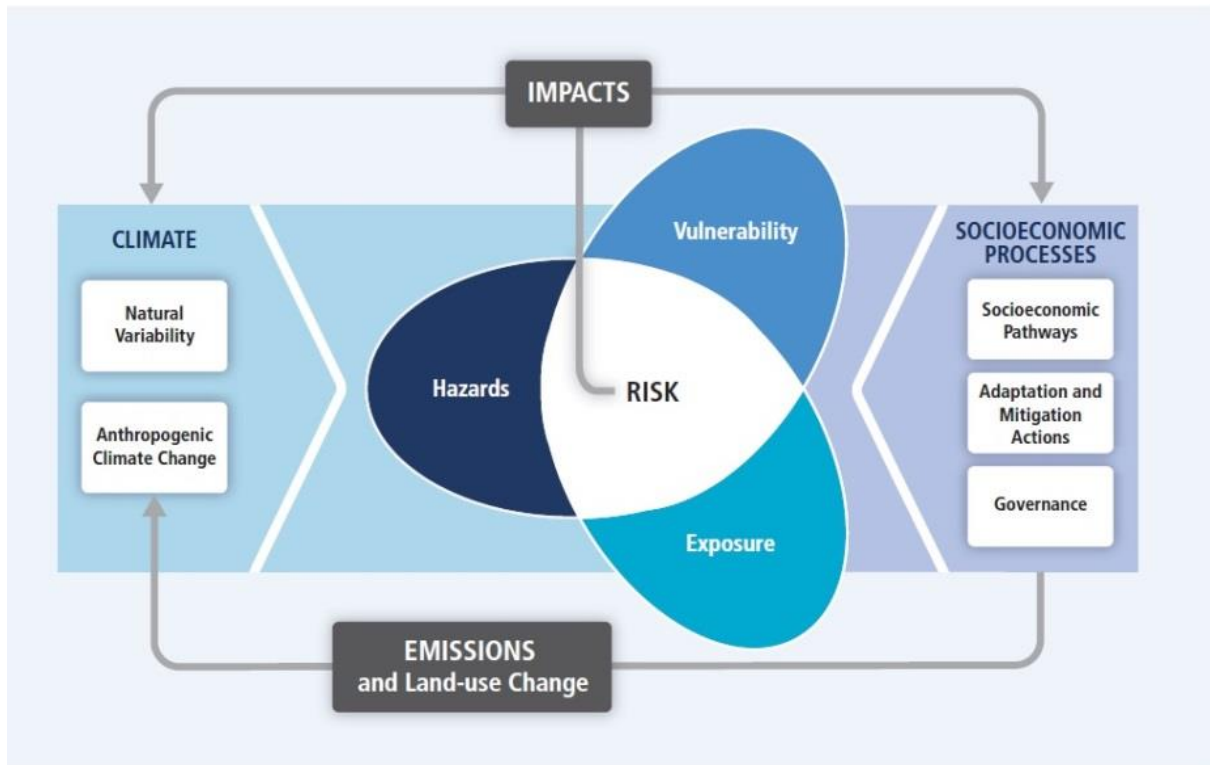 IMPACTS
CLIMATE
Natural
Variability
Anthropogenic
Climate Change
Vulnerability
Hazards
RISK
Exposure
SOCIOECONOMIC
PROCESSES
Socioeconomic
Pathways
Adaptation and
Mitigation
Actions
Governance
EMISSIONS
and Land-use Change